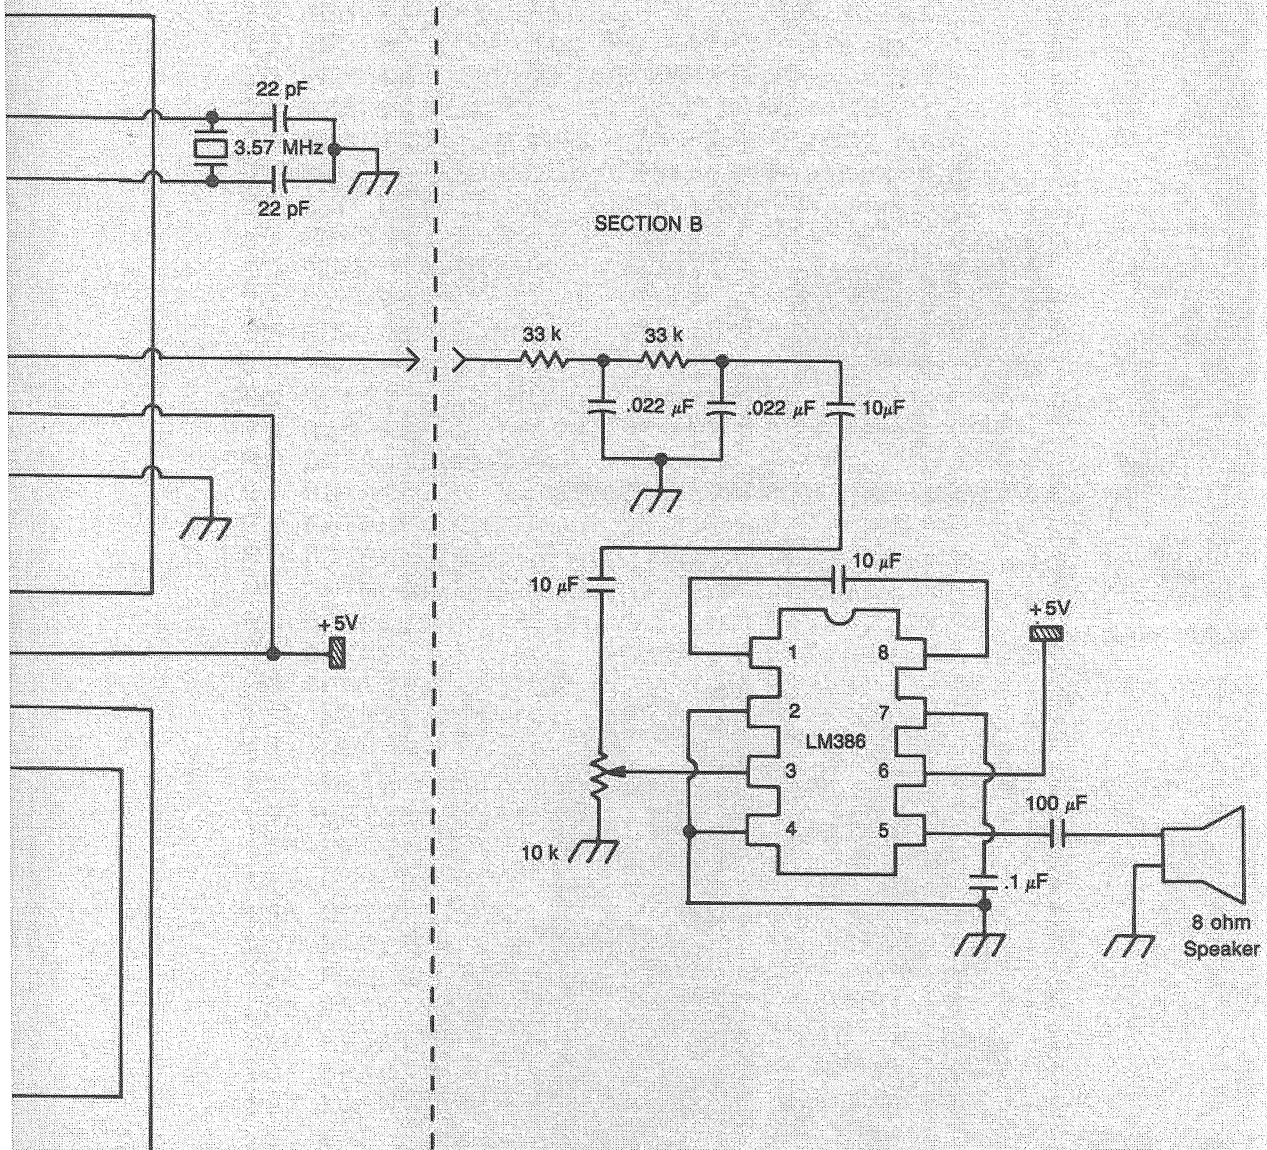 22 pF
3.57 MHz
22 pF
SECTION B
33 k
33 k
.022 µF
.022 µF
10µF
10 µF
10 µF
+5V
+5V
1
8
2
7
LM386
3
6
4
5
100 µF
10 k
.1 µF
8 ohm
Speaker